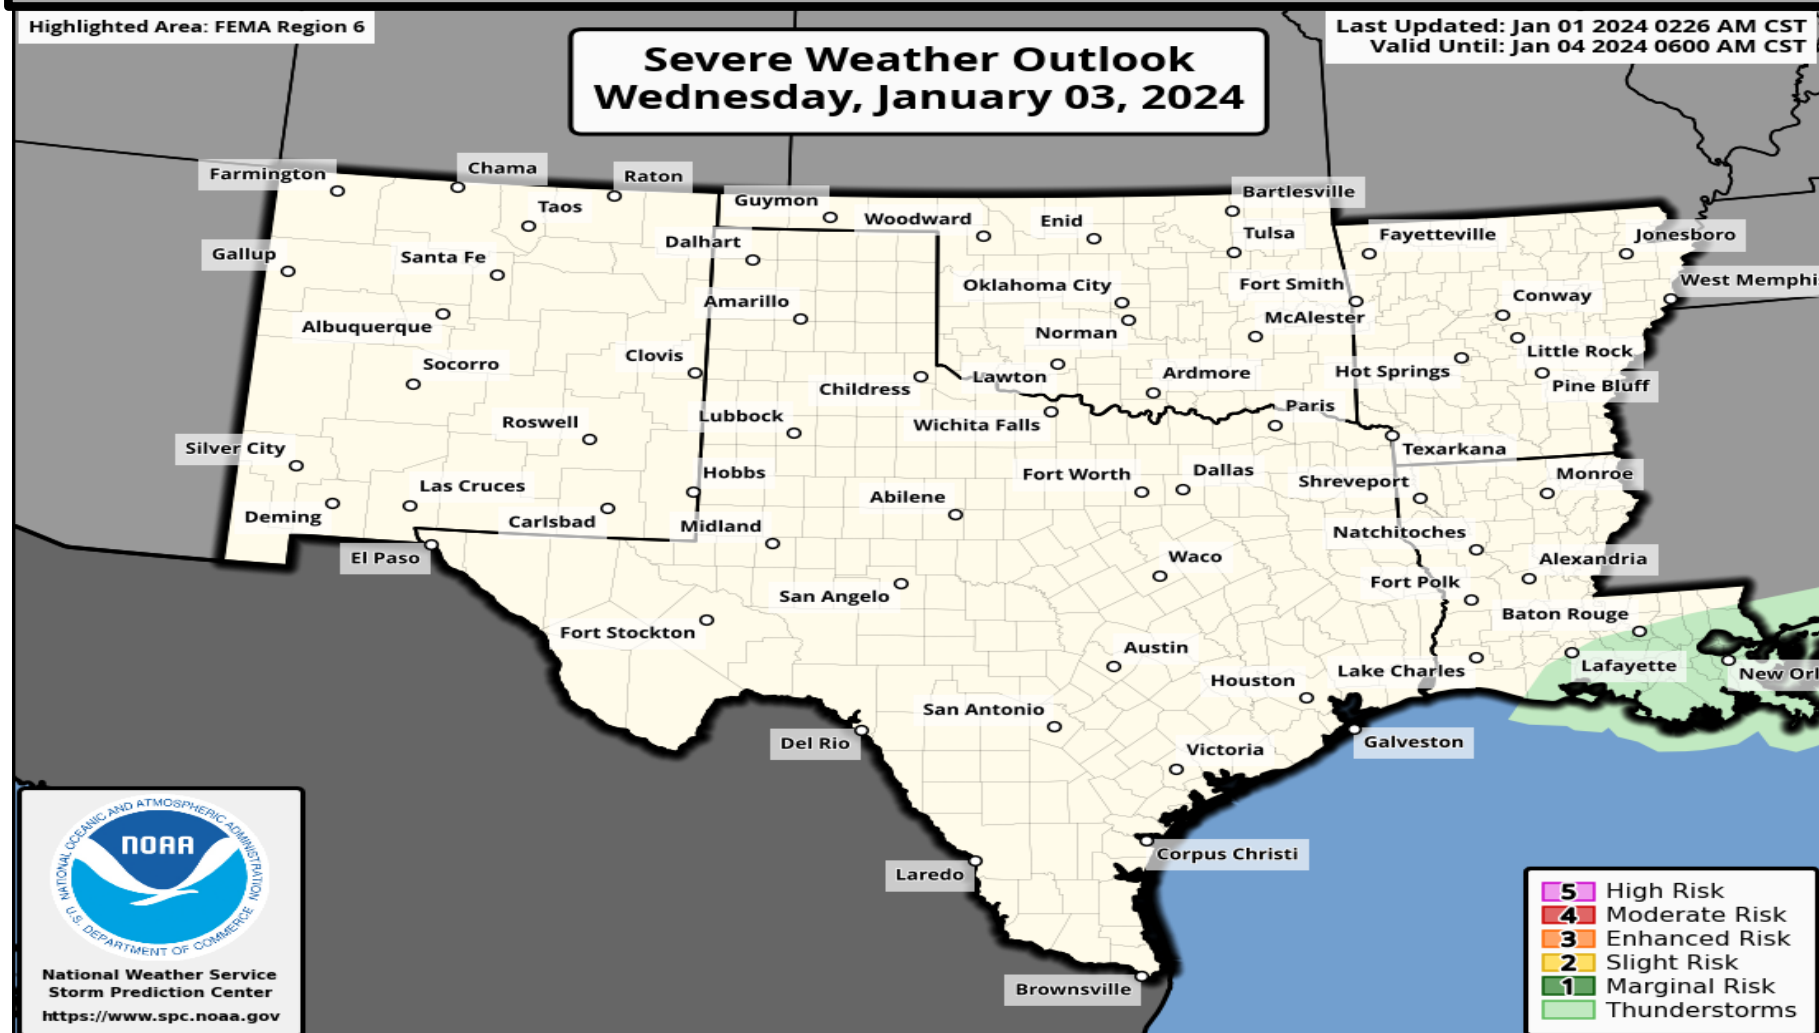 Highlighted Area: FEMA Region 6
Severe Weather Outlook
Wednesday, January 03, 2024
Last Updated: Jan 01 2024 0226 AM CST
Valid Until: Jan 04 2024 0600 AM CST
Farmington
Chama
Raton
Taos
Guymon
Woodward
Enid
Bartlesville
Tulsa
Fayetteville
Jonesboro
Gallup
Santa Fe
Dalhart
Oklahoma City
Fort Smith
Conway
West Memphi
Albuquerque
Amarillo
Norman
McAlester
Little Rock
Socorro
Clovis
Childress
Lawton
Ardmore
Hot Springs
Pine Bluff
Roswell
Lubbock
Wichita Falls
Paris
Texarkana
Silver City
Las Cruces
Hobbs
Abilene
Fort Worth
Dallas
Shreveport
Monroe
Deming
Carlsbad
Midland
Natchitoches
El Paso
Waco
Alexandria
San Angelo
Fort Polk
Fort Stockton
Baton Rouge
Austin
Houston
Lake Charles
Lafayette
New Orl
San Antonio
Del Rio
Victoria
Galveston
Corpus Christi
Laredo
Brownsville
NATIONAL OCEANIC AND ATMOSPHERIC ADMINISTRATION
NOAA
U.S. DEPARTMENT OF COMMERCE
National Weather Service
Storm Prediction Center
https://www.spc.noaa.gov
5 High Risk
4 Moderate Risk
3 Enhanced Risk
2 Slight Risk
1 Marginal Risk
Thunderstorms